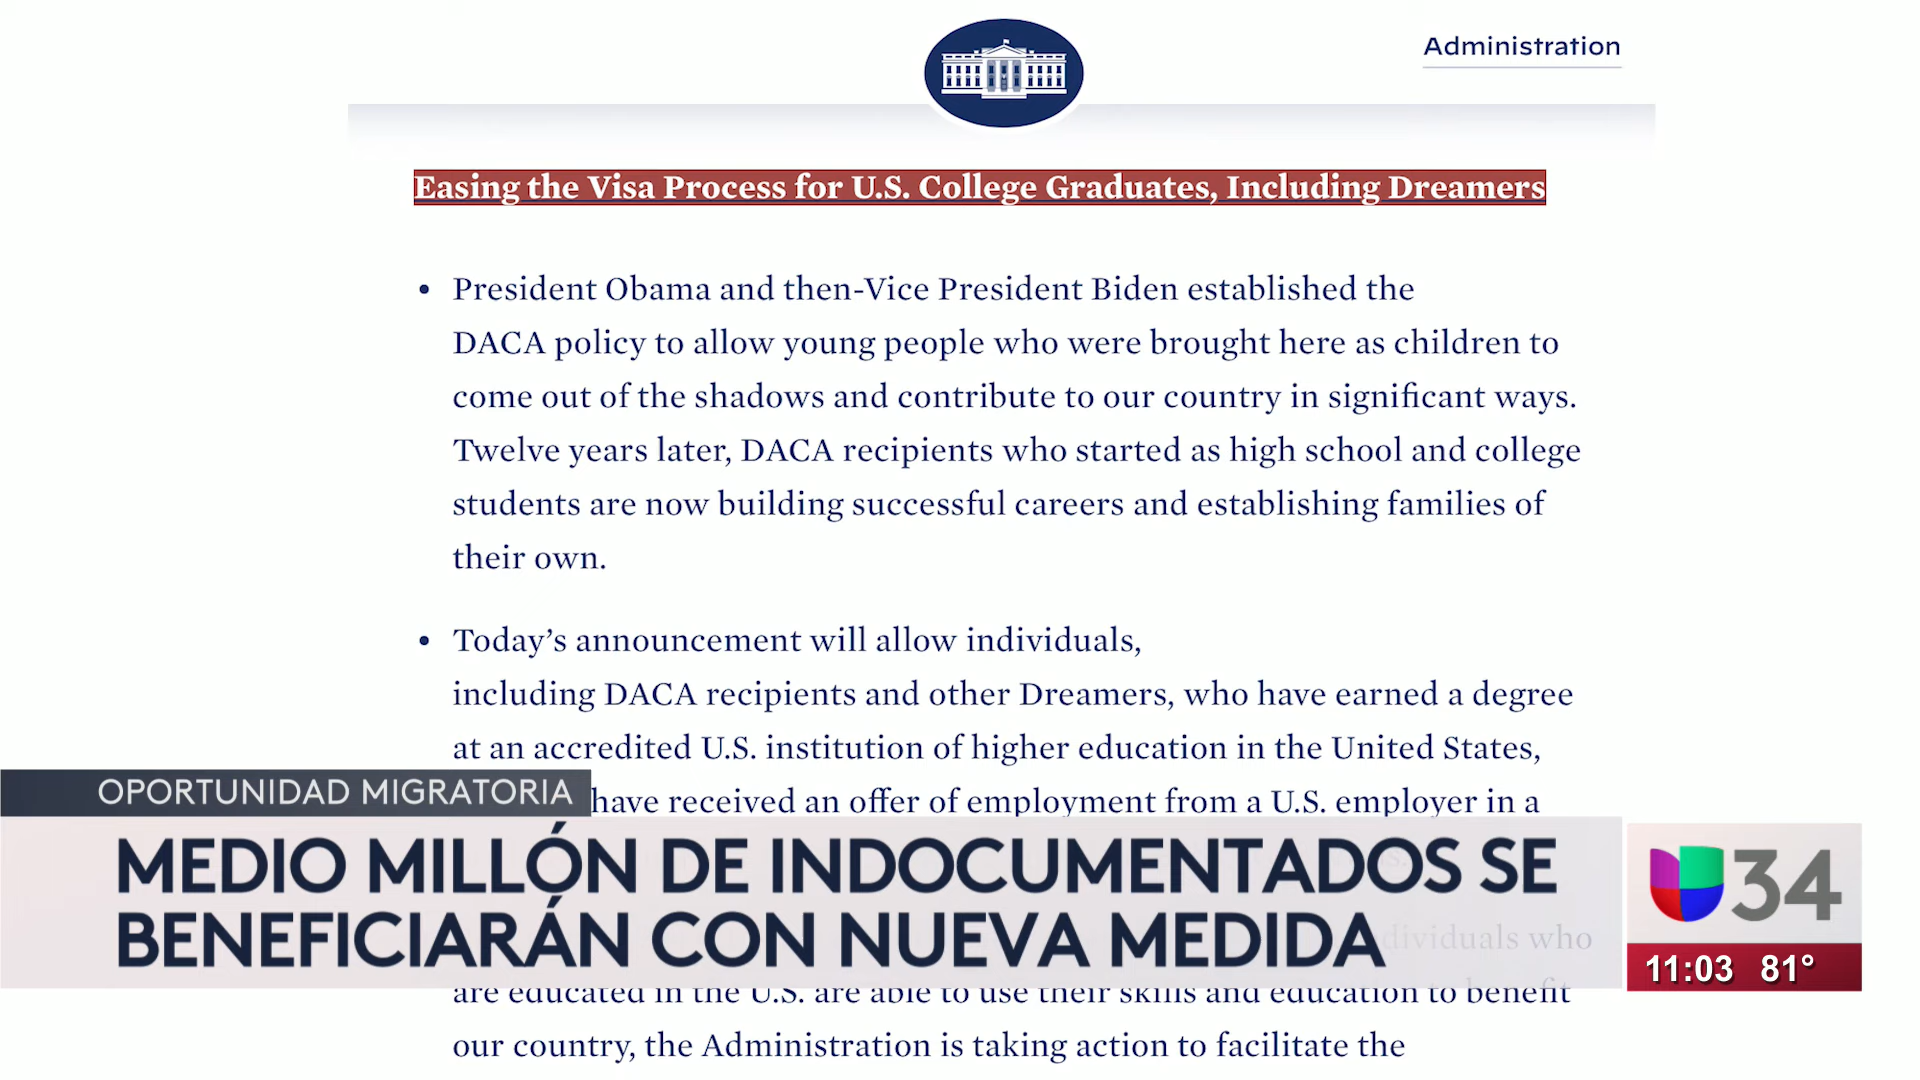 Administration
Easing the Visa Process for U.S. College Graduates, Including Dreamers
• President Obama and then-Vice President Biden established the
DACA policy to allow young people who were brought here as children to
come out of the shadows and contribute to our country in significant ways.
Twelve years later, DACA recipients who started as high school and college
students are now building successful careers and establishing families of
their own.
• Today’s announcement will allow individuals,
including DACA recipients and other Dreamers, who have earned a degree
at an accredited U.S. institution of higher education in the United States,
have received an offer of employment from a U.S. employer in a
OPORTUNIDAD MIGRATORIA
MEDIO MILLÓN DE INDOCUMENTADOS SE
BENEFICIARÁN CON NUEVA MEDIDA
who
are educated in the U.S. are able to use their skills and education to benefit
our country, the Administration is taking action to facilitate the
34
11:03 81°